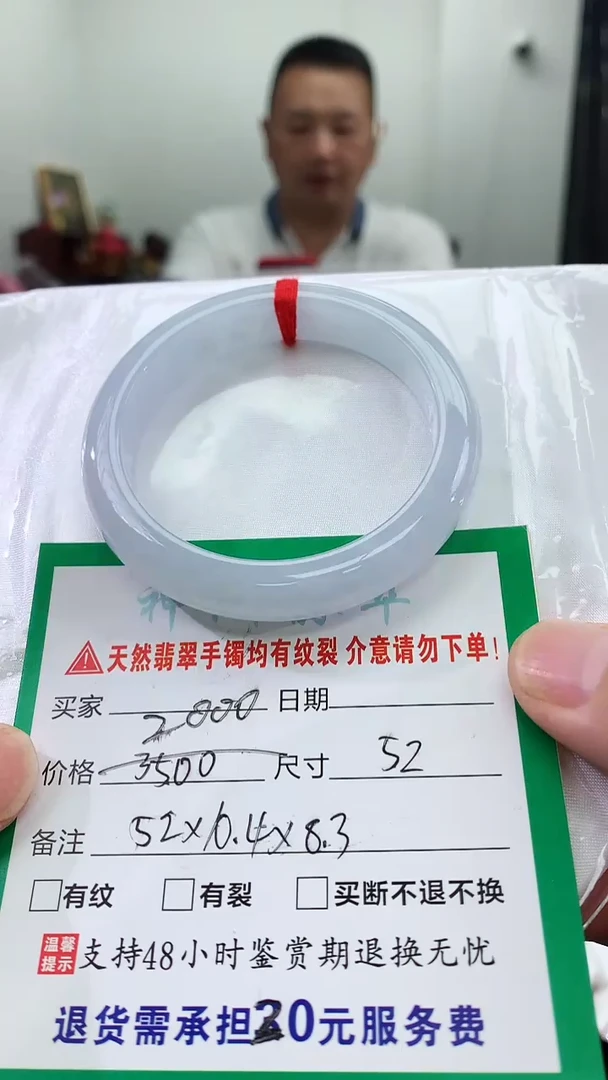 天然翡翠手镯均有纹裂 介意请勿下单!
买家 2800 日期
价格 3500 尺寸 52
备注 52x10.4x8.3
有纹 有裂 买断不退不换
温馨提示 支持48小时鉴赏期退换无忧
退货需承担30元服务费